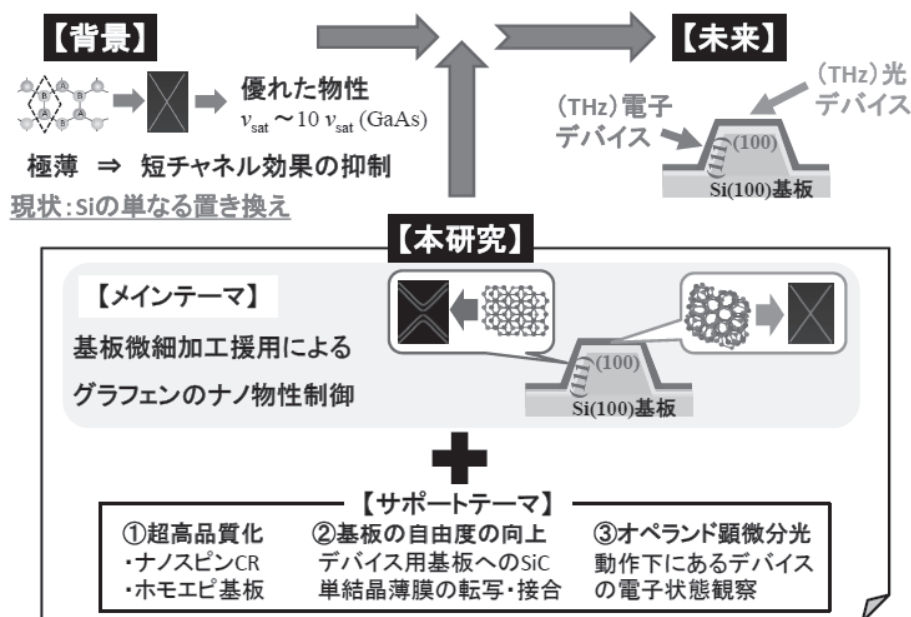 【背景】
【未来】
A
B
B
A
A
B
優れた物性
v_sat～10 v_sat (GaAs)
極薄 ⇒ 短チャネル効果の抑制
現状：Siの単なる置き換え
(THz)光
デバイス
(THz)電子
デバイス
(100)
Si(100)基板
【本研究】
【メインテーマ】
基板微細加工援用による
グラフェンのナノ物性制御
(100)
Si(100)基板
【サポートテーマ】
①超高品質化
・ナノスピンCR
・ホモエピ基板
②基板の自由度の向上
デバイス用基板へのSiC
単結晶薄膜の転写・接合
③オペランド顕微分光
動作下にあるデバイス
の電子状態観察